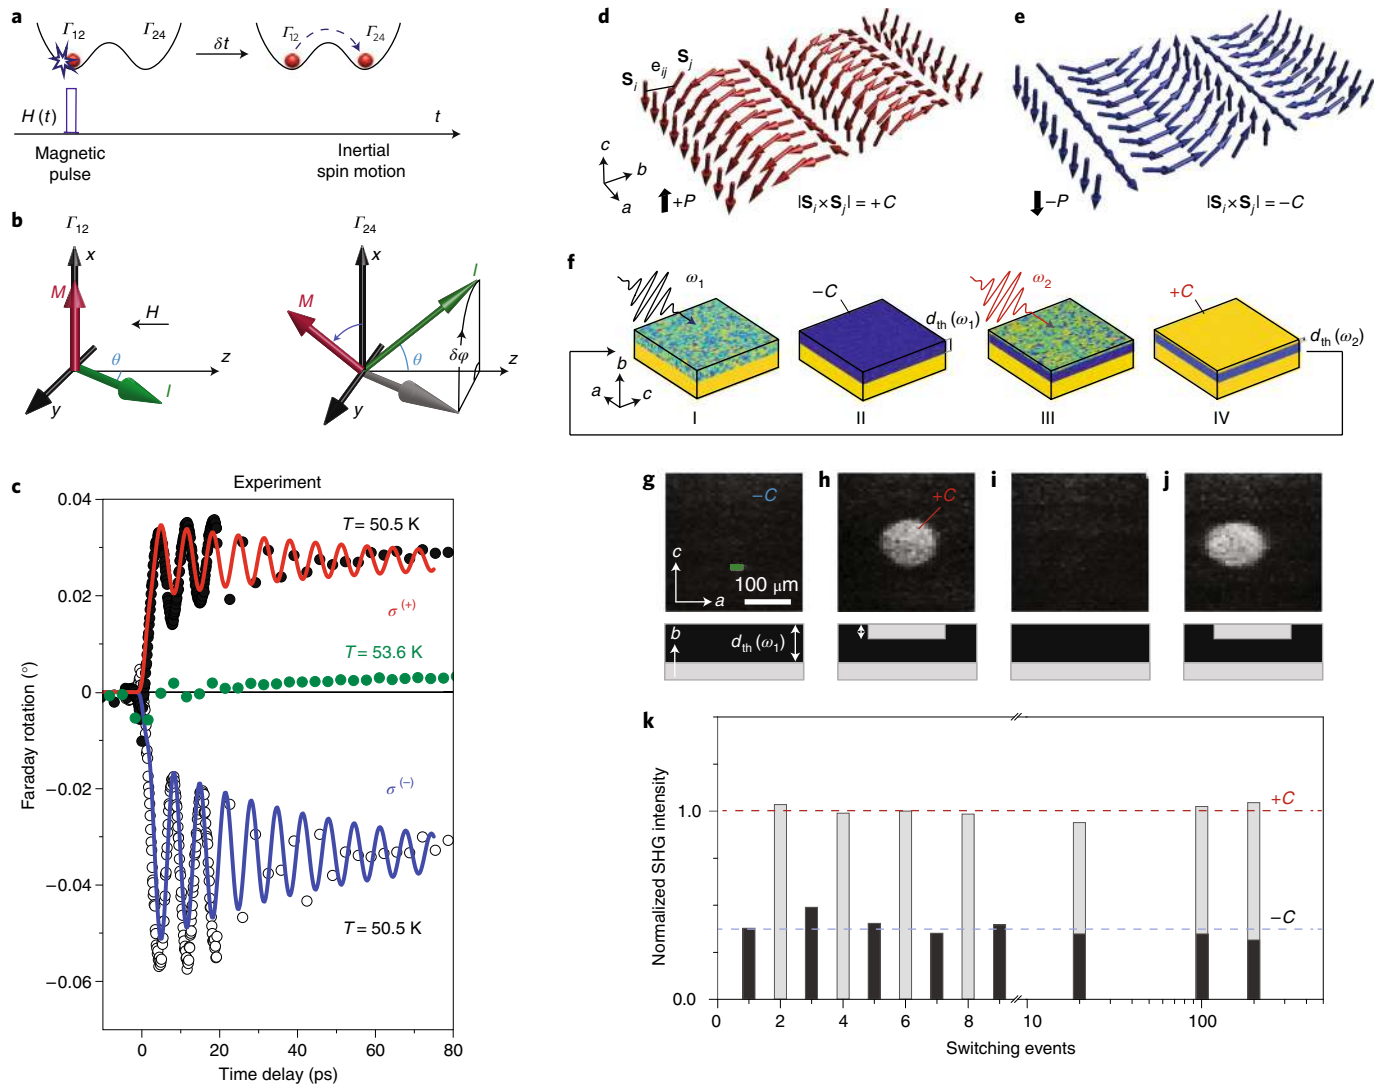 a
Γ12
Γ24
δt
Γ12
Γ24
H (t)
t
Magnetic
pulse
Inertial
spin motion
b
Γ12
x
M
H
θ
z
l
y
Γ24
x
l
M
δφ
θ
z
y
c
Experiment
0.04
0.02
0
−0.02
−0.04
−0.06
Faraday rotation (°)
T = 50.5 K
σ(+)
T = 53.6 K
σ(−)
T = 50.5 K
0
20
40
60
80
Time delay (ps)
d
Si
eij
Sj
c
b
a
+P
|Si × Sj| = +C
e
−P
|Si × Sj| = −C
f
ω1
−C
dth (ω1)
ω2
+C
dth (ω2)
b
a
c
I
II
III
IV
g
−C
c
a
100 μm
b
dth (ω1)
h
+C
i
j
k
Normalized SHG intensity
1.0
0.0
+C
−C
0
2
4
6
8
10
100
Switching events